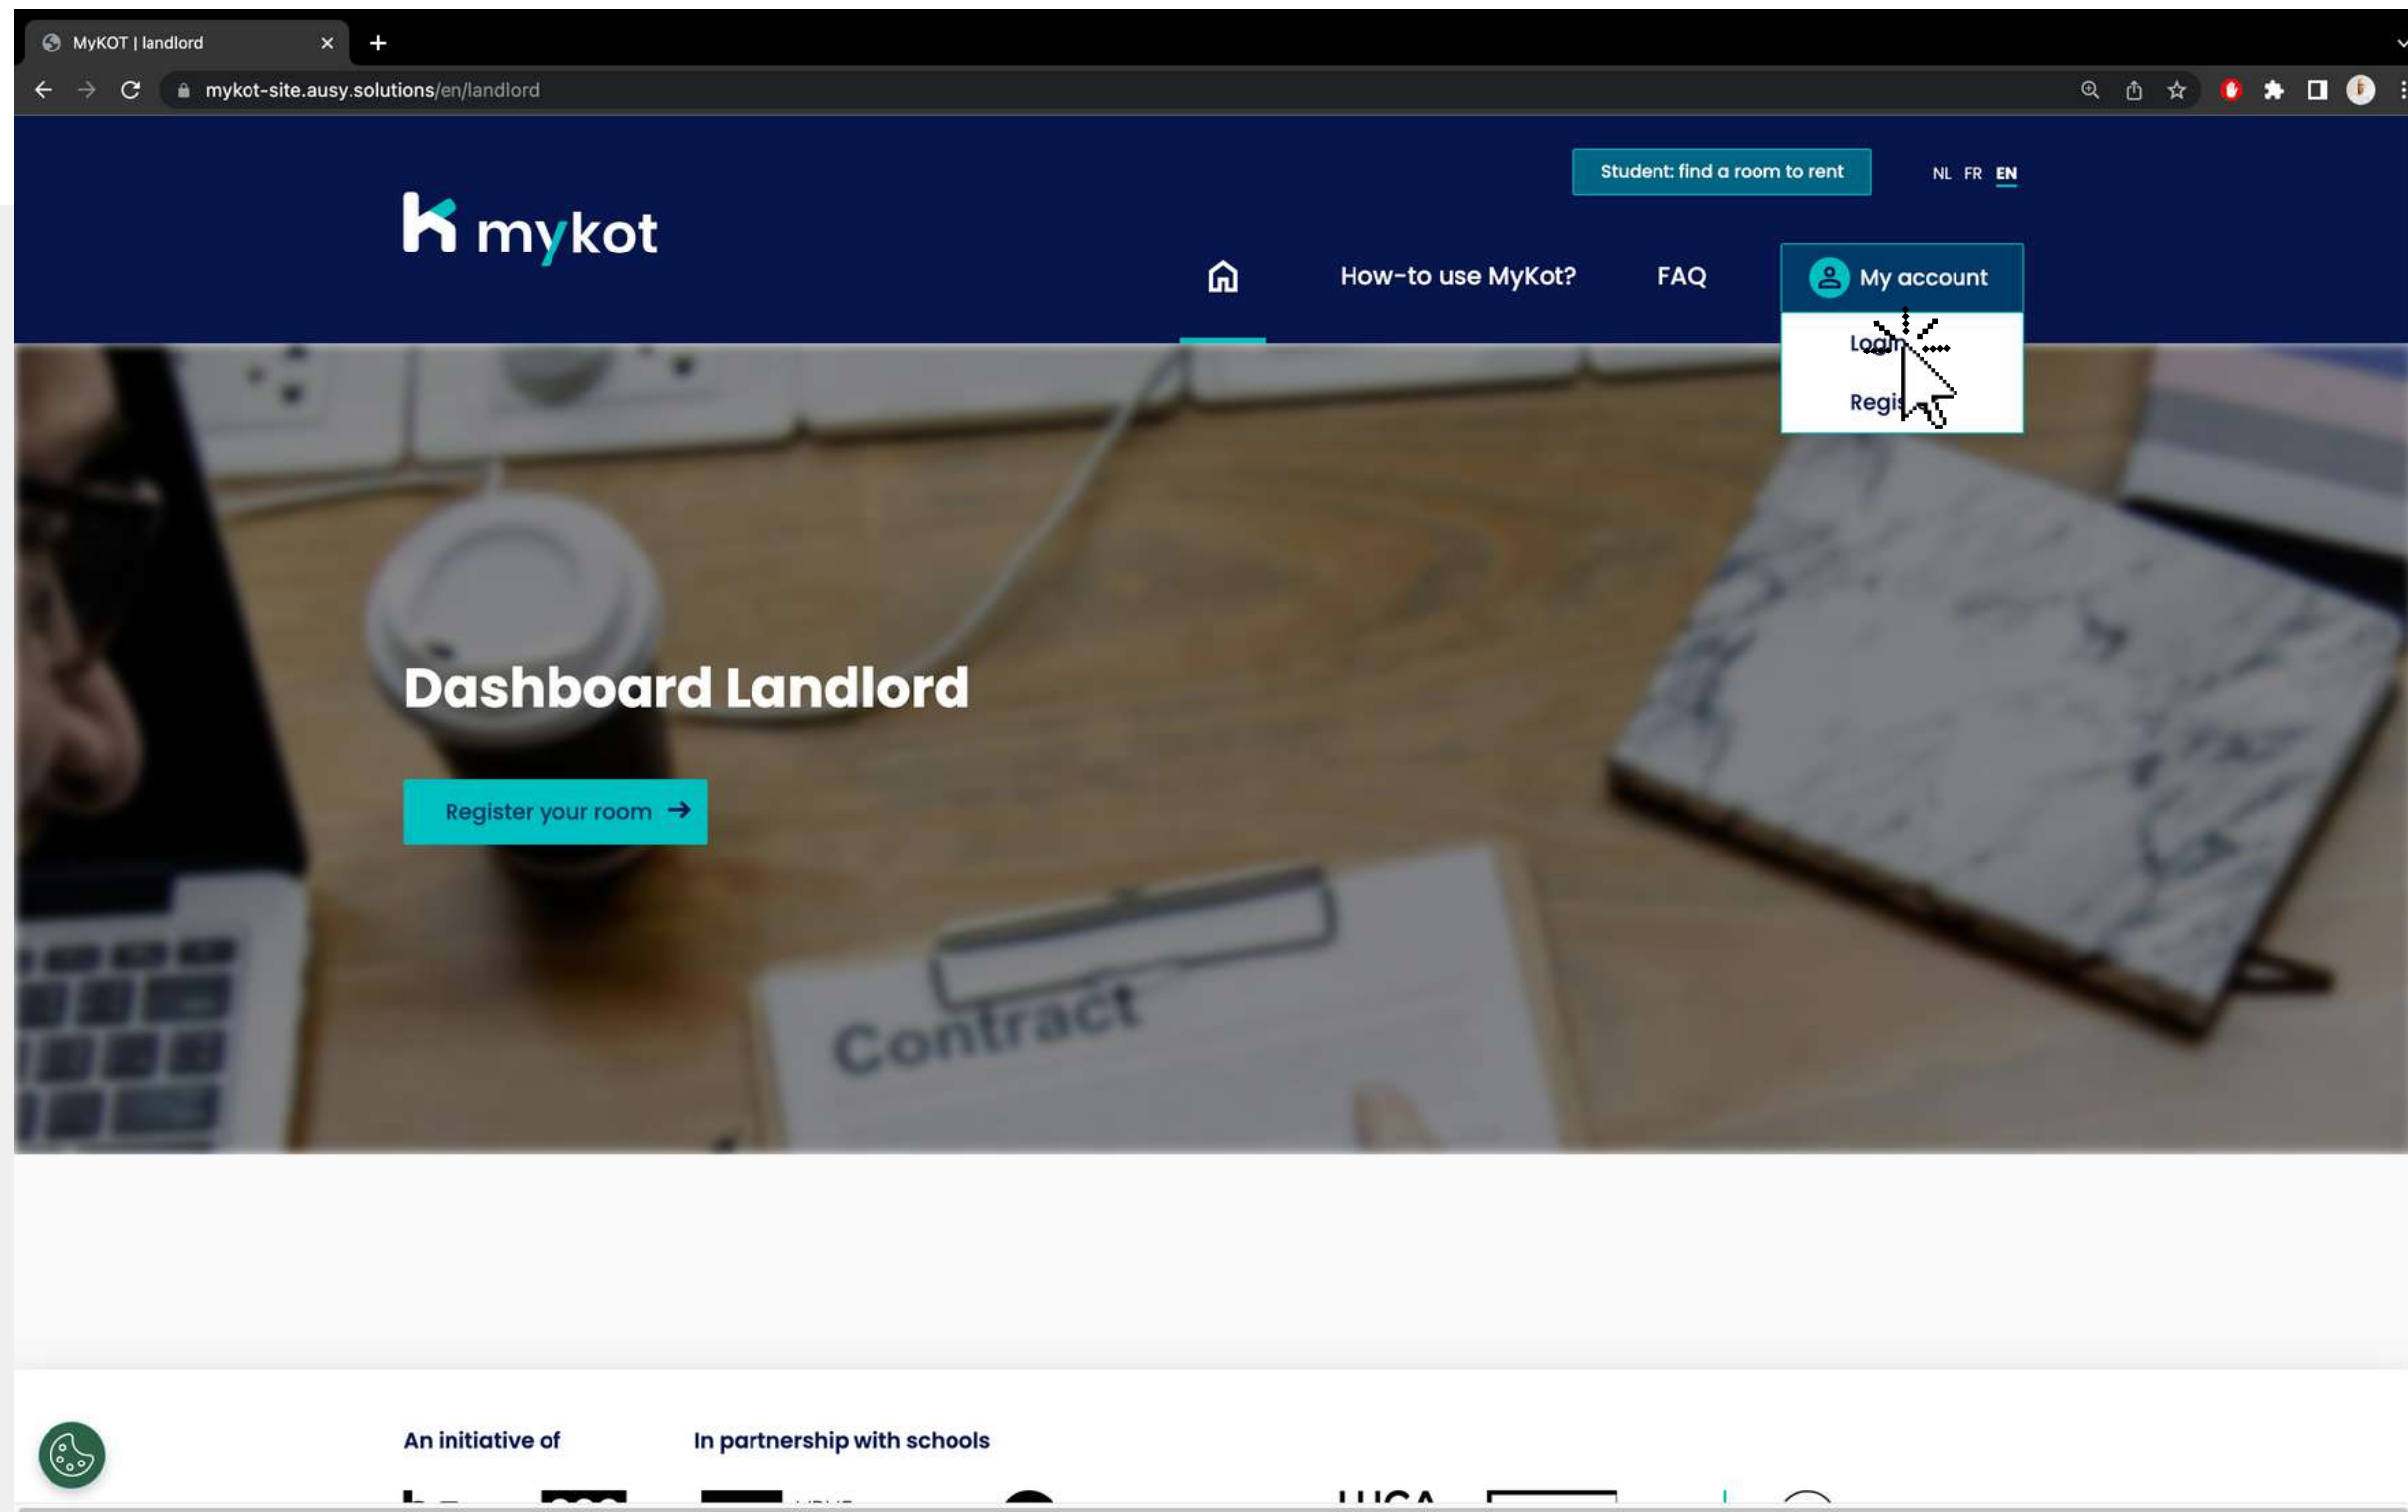 MyKOT | landlord
mykot-site.ausy.solutions/en/landlord
Student: find a room to rent
NL FR EN
mykot
How-to use MyKot?
FAQ
My account
Login
Dashboard Landlord
Register your room
Contract
An initiative of
In partnership with schools